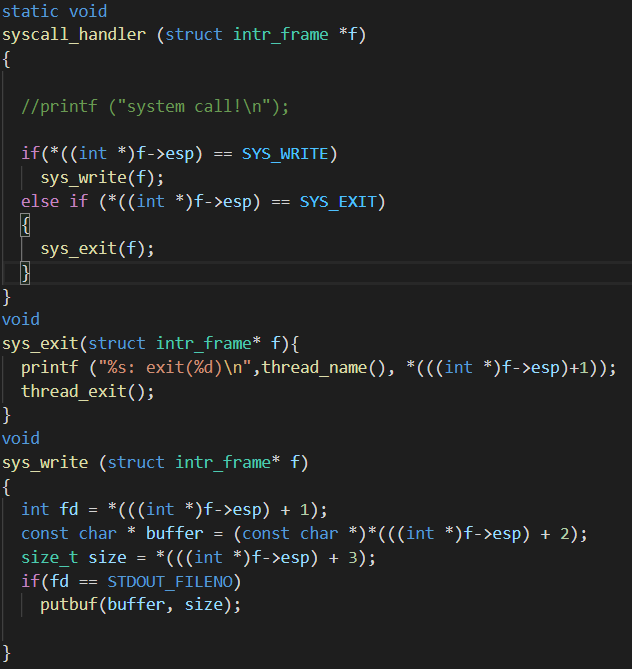 static void
syscall_handler (struct intr_frame *f)
{
//printf ("system call!\n");
if(*((int *)f->esp) == SYS_WRITE)
sys_write(f);
else if (*((int *)f->esp) == SYS_EXIT)
{
sys_exit(f);
}
}
void
sys_exit(struct intr_frame* f){
printf ("%s: exit(%d)\n",thread_name(), *(((int *)f->esp)+1));
thread_exit();
}
void
sys_write (struct intr_frame* f)
{
int fd = *(((int *)f->esp) + 1);
const char * buffer = (const char *)*(((int *)f->esp) + 2);
size_t size = *(((int *)f->esp) + 3);
if(fd == STDOUT_FILENO)
putbuf(buffer, size);
}